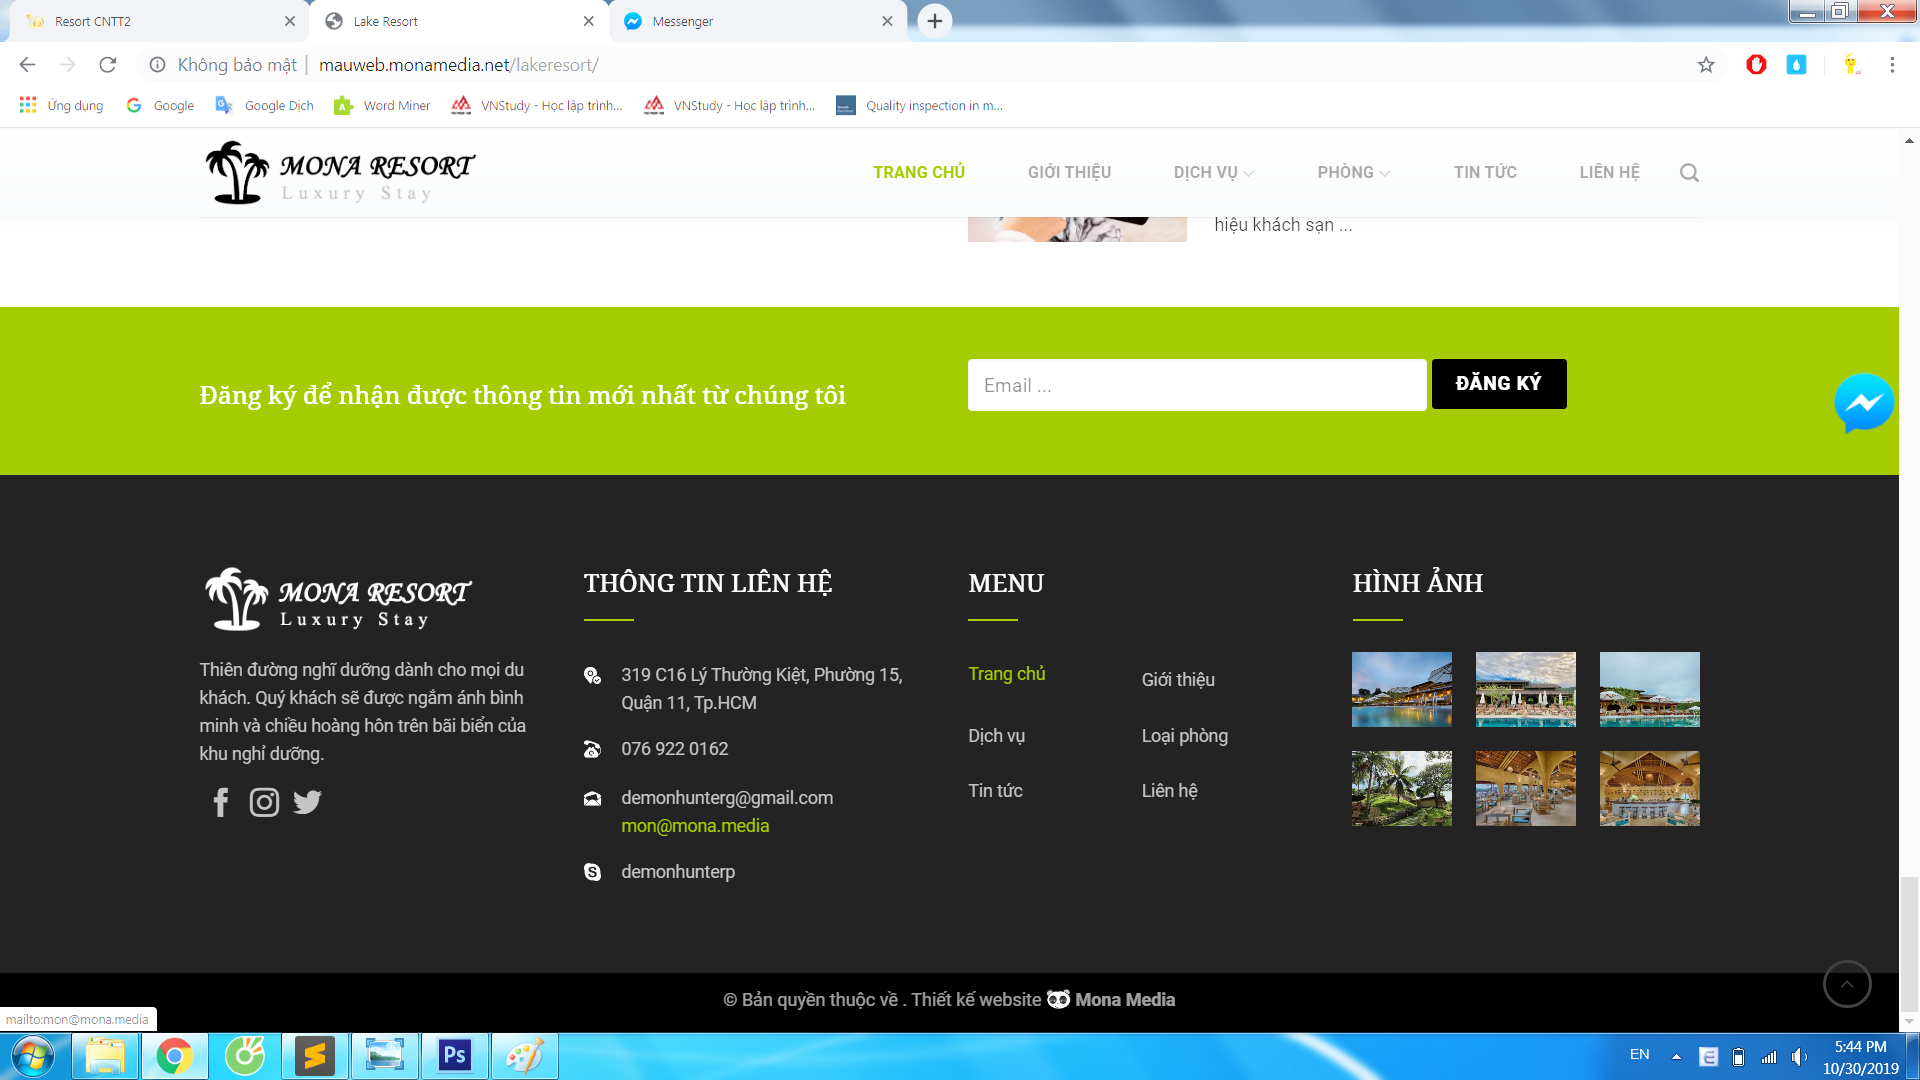 Resort CNTT2
Lake Resort
Messenger
Không bảo mật | mauweb.monamedia.net/lakeresort/
Ứng dụng
Google
Google Dịch
Word Miner
VNStudy - Học lập trình...
VNStudy - Học lập trình...
Quality inspection in m...
MONA RESORT
Luxury Stay
TRANG CHỦ
GIỚI THIỆU
DỊCH VỤ
PHÒNG
TIN TỨC
LIÊN HỆ
hiệu khách sạn ...
Đăng ký để nhận được thông tin mới nhất từ chúng tôi
Email ...
ĐĂNG KÝ
MONA RESORT
Luxury Stay
Thiên đường nghĩ dưỡng dành cho mọi du
khách. Quý khách sẽ được ngắm ánh bình
minh và chiều hoàng hôn trên bãi biển của
khu nghỉ dưỡng.
THÔNG TIN LIÊN HỆ
319 C16 Lý Thường Kiệt, Phường 15,
Quận 11, Tp.HCM
076 922 0162
demonhunterg@gmail.com
mon@mona.media
demonhunterp
MENU
Trang chủ
Giới thiệu
Dịch vụ
Loại phòng
Tin tức
Liên hệ
HÌNH ẢNH
© Bản quyền thuộc về . Thiết kế website Mona Media
mailto:mon@mona.media
Ps
EN
5:44 PM
10/30/2019